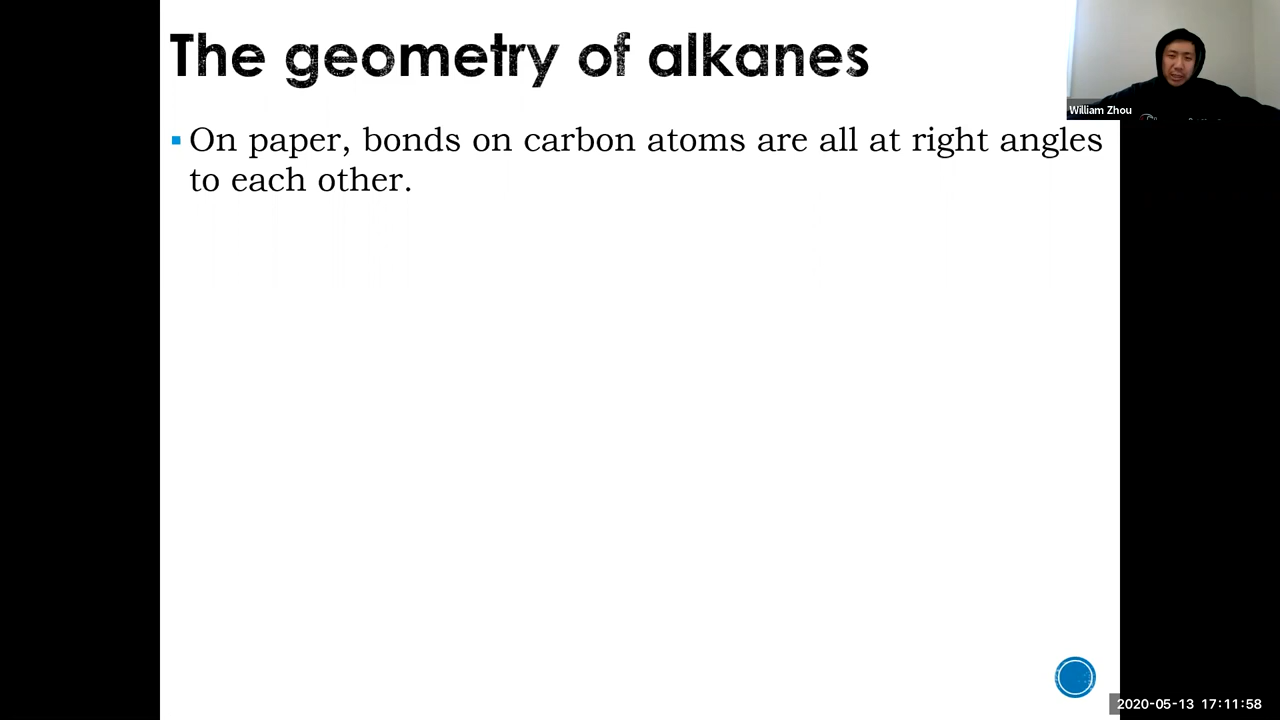 The geometry of alkanes
On paper, bonds on carbon atoms are all at right angles
to each other.
William Zhou
2020-05-13 17:11:58